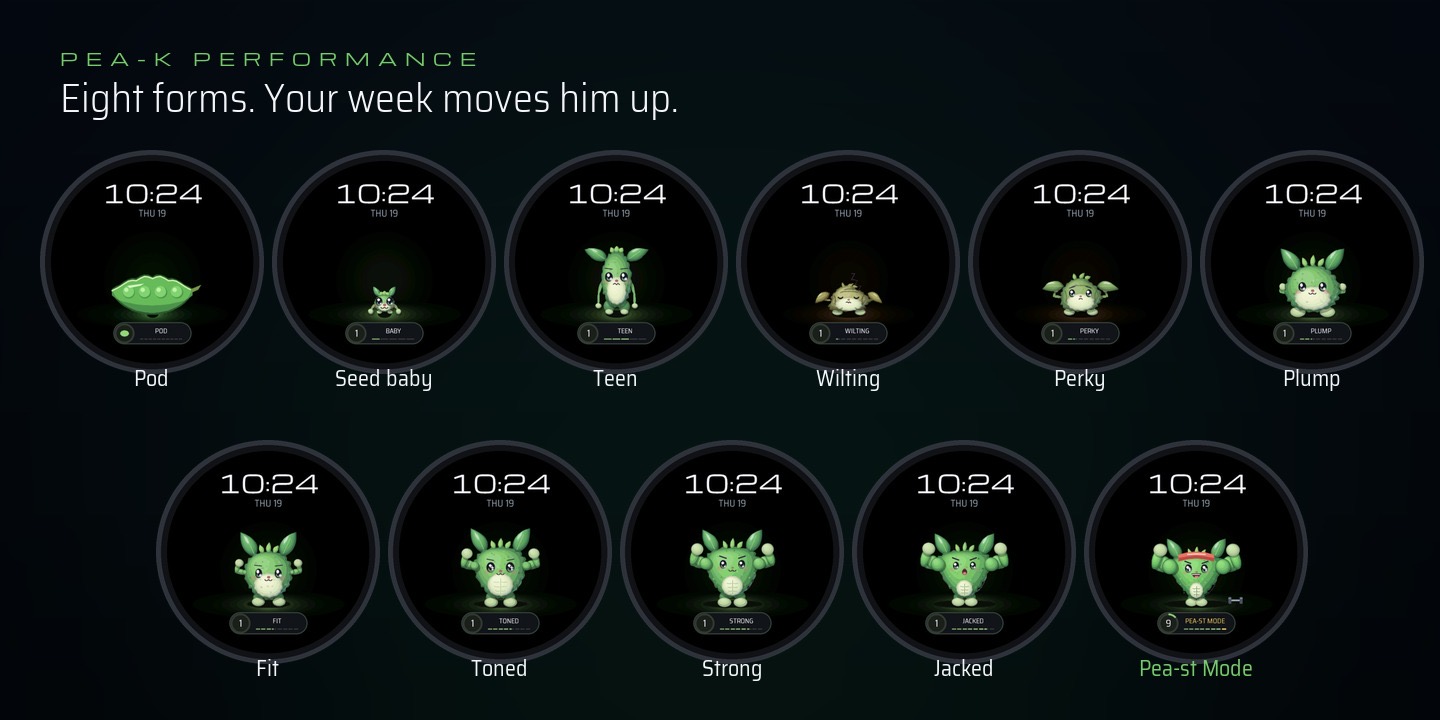 PEA-K PERFORMANCE
Eight forms. Your week moves him up.
10:24
THU 19
POD
Pod
10:24
THU 19
1 BABY
Seed baby
10:24
THU 19
1 TEEN
Teen
10:24
THU 19
z
1 WILTING
Wilting
10:24
THU 19
1 PERKY
Perky
10:24
THU 19
1 PLUMP
Plump
10:24
THU 19
1 FIT
Fit
10:24
THU 19
1 TONED
Toned
10:24
THU 19
1 STRONG
Strong
10:24
THU 19
1 JACKED
Jacked
10:24
THU 19
9 PEA-ST MODE
Pea-st Mode